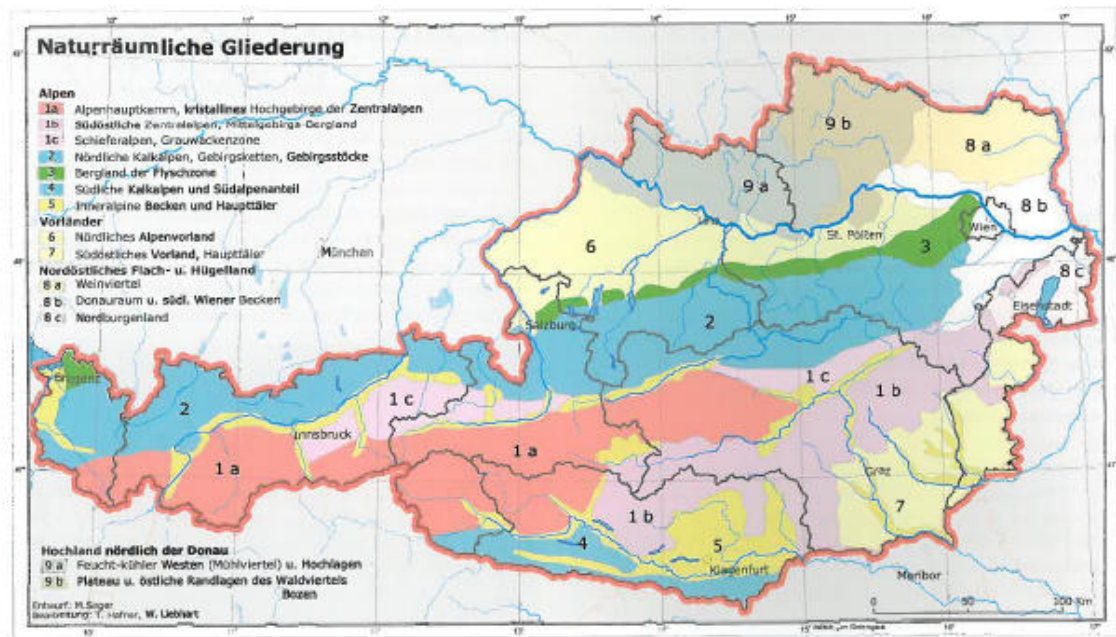 Naturräumliche Gliederung
Alpen
1a Alpenhauptkamm, kristallines Hochgebirge der Zentralalpen
1b Südöstliche Zentralalpen, Mittelgebirgs-Bergland
1c Schieferalpen, Grauwackenzone
2 Nördliche Kalkalpen, Gebirgsketten, Gebirgsstöcke
3 Bergland der Flyschzone
4 Südliche Kalkalpen und Südalpenanteil
5 Inneralpine Becken und Haupttäler
Vorländer
6 Nördliches Alpenvorland
7 Südöstliches Vorland, Haupttäler
Nordöstliches Flach- u. Hügelland
8 a Weinviertel
8 b Donauraum u. südl. Wiener Becken
8 c Nordburgenland
München
9 b
8 a
9 a
8 b
Wien
St. Pölten
6
3
8 c
Eisenstadt
Salzburg
2
Bregenz
2
1 c
1 c
1 b
Innsbruck
1 a
1 a
Graz
7
1 b
4
5
Klagenfurt
Maribor
Hochland nördlich der Donau
9 a Feucht-kühler Westen (Mühlviertel) u. Hochlagen
9 b Plateau u. östliche Randlagen des Waldviertels
Bozen
Entwurf: M.Seger
Bearbeitung: T. Hafner, W. Liebhart
0 50 100 Km